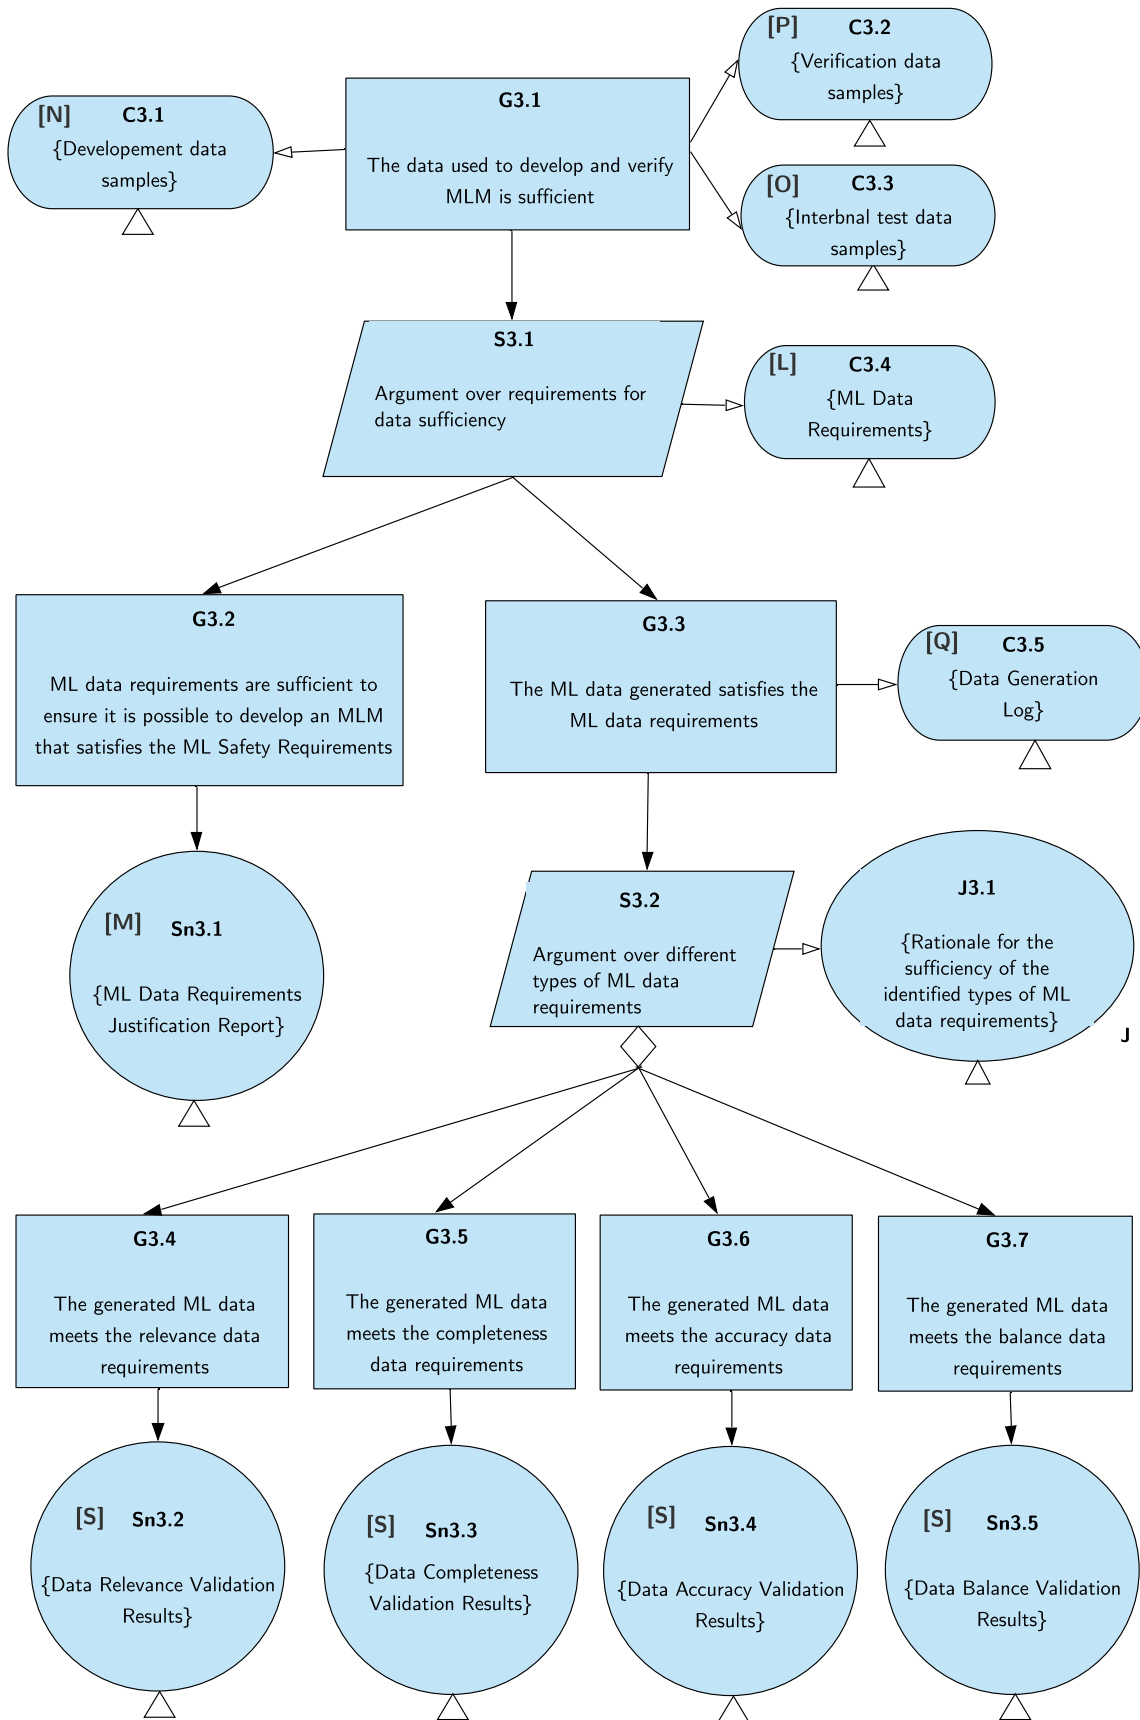 [P] C3.2
{Verification data
samples}
G3.1
The data used to develop and verify
MLM is sufficient
[N] C3.1
{Developement data
samples}
[O] C3.3
{Interbnal test data
samples}
S3.1
Argument over requirements for
data sufficiency
[L] C3.4
{ML Data
Requirements}
G3.2
ML data requirements are sufficient to
ensure it is possible to develop an MLM
that satisfies the ML Safety Requirements
G3.3
The ML data generated satisfies the
ML data requirements
[Q] C3.5
{Data Generation
Log}
[M] Sn3.1
{ML Data Requirements
Justification Report}
S3.2
Argument over different
types of ML data
requirements
J3.1
{Rationale for the
sufficiency of the
identified types of ML
data requirements}
J
G3.4
The generated ML data
meets the relevance data
requirements
G3.5
The generated ML data
meets the completeness
data requirements
G3.6
The generated ML data
meets the accuracy data
requirements
G3.7
The generated ML data
meets the balance data
requirements
[S] Sn3.2
{Data Relevance Validation
Results}
[S] Sn3.3
{Data Completeness
Validation Results}
[S] Sn3.4
{Data Accuracy Validation
Results}
[S] Sn3.5
{Data Balance Validation
Results}